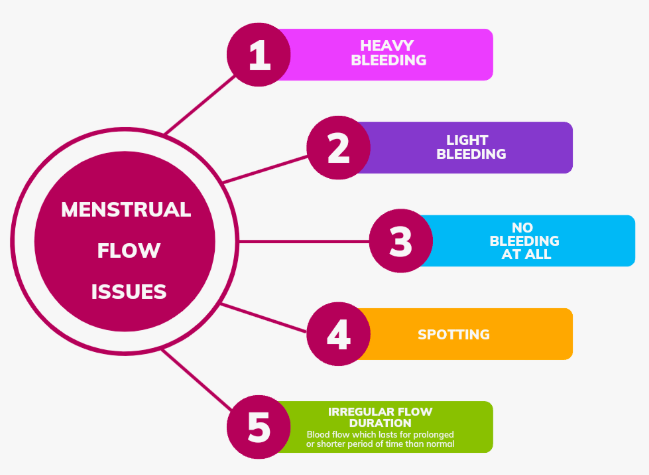 MENSTRUAL
FLOW
ISSUES
1
HEAVY
BLEEDING
2
LIGHT
BLEEDING
3
NO
BLEEDING
AT ALL
4
SPOTTING
5
IRREGULAR FLOW
DURATION
Blood flow which lasts for prolonged
or shorter period of time than normal